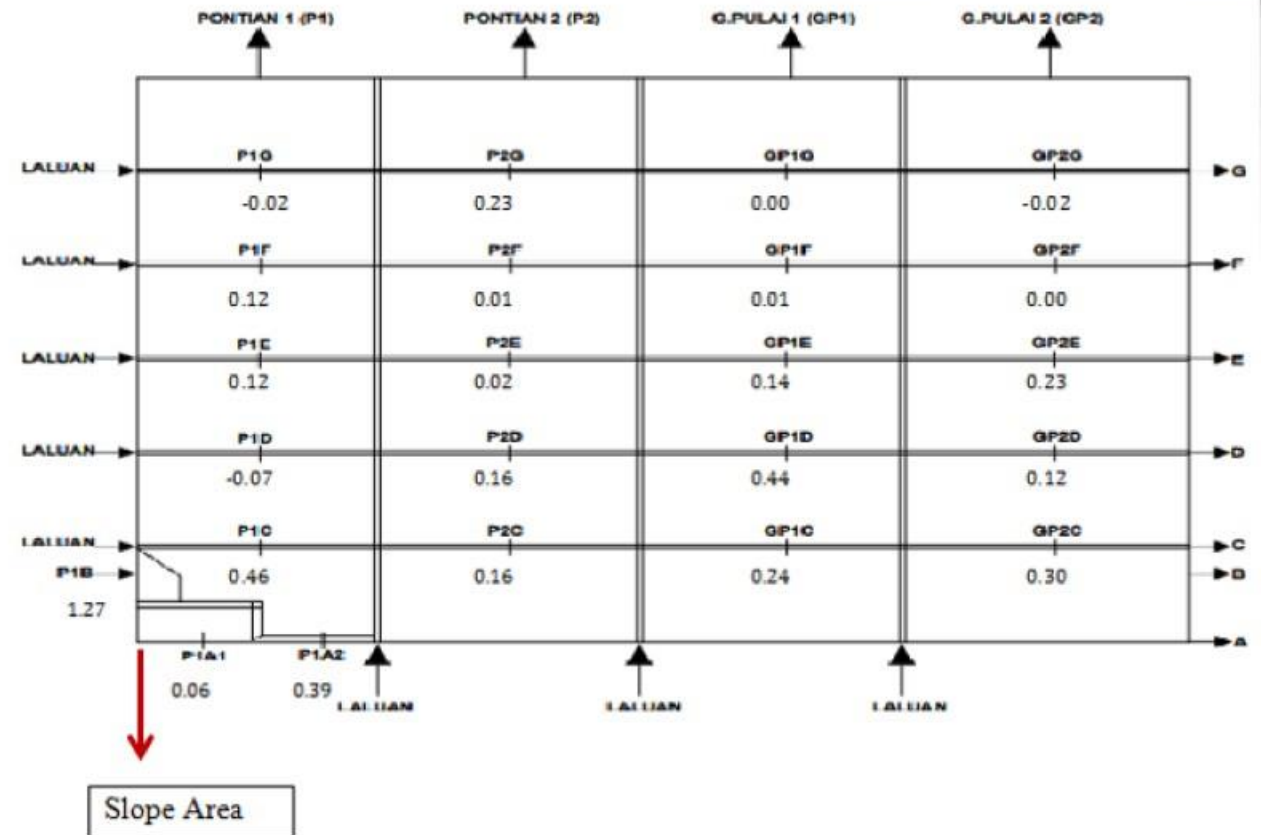 PONTIAN 1 (P1) PONTIAN 2 (P2) G.PULAI 1 (GP1) G.PULAI 2 (GP2)
LALUAN P1G P2G GP1G GP2G G
-0.02 0.23 0.00 -0.02
LALUAN P1F P2F GP1F GP2F F
0.12 0.01 0.01 0.00
LALUAN P1E P2E GP1E GP2E E
0.12 0.02 0.14 0.23
LALUAN P1D P2D GP1D GP2D D
-0.07 0.16 0.44 0.12
LALUAN P1C P2C GP1C GP2C C
P1B 0.46 0.16 0.24 0.30 B
1.27
P1A1 P1A2 A
0.06 0.39
LALUAN LALUAN LALUAN
Slope Area